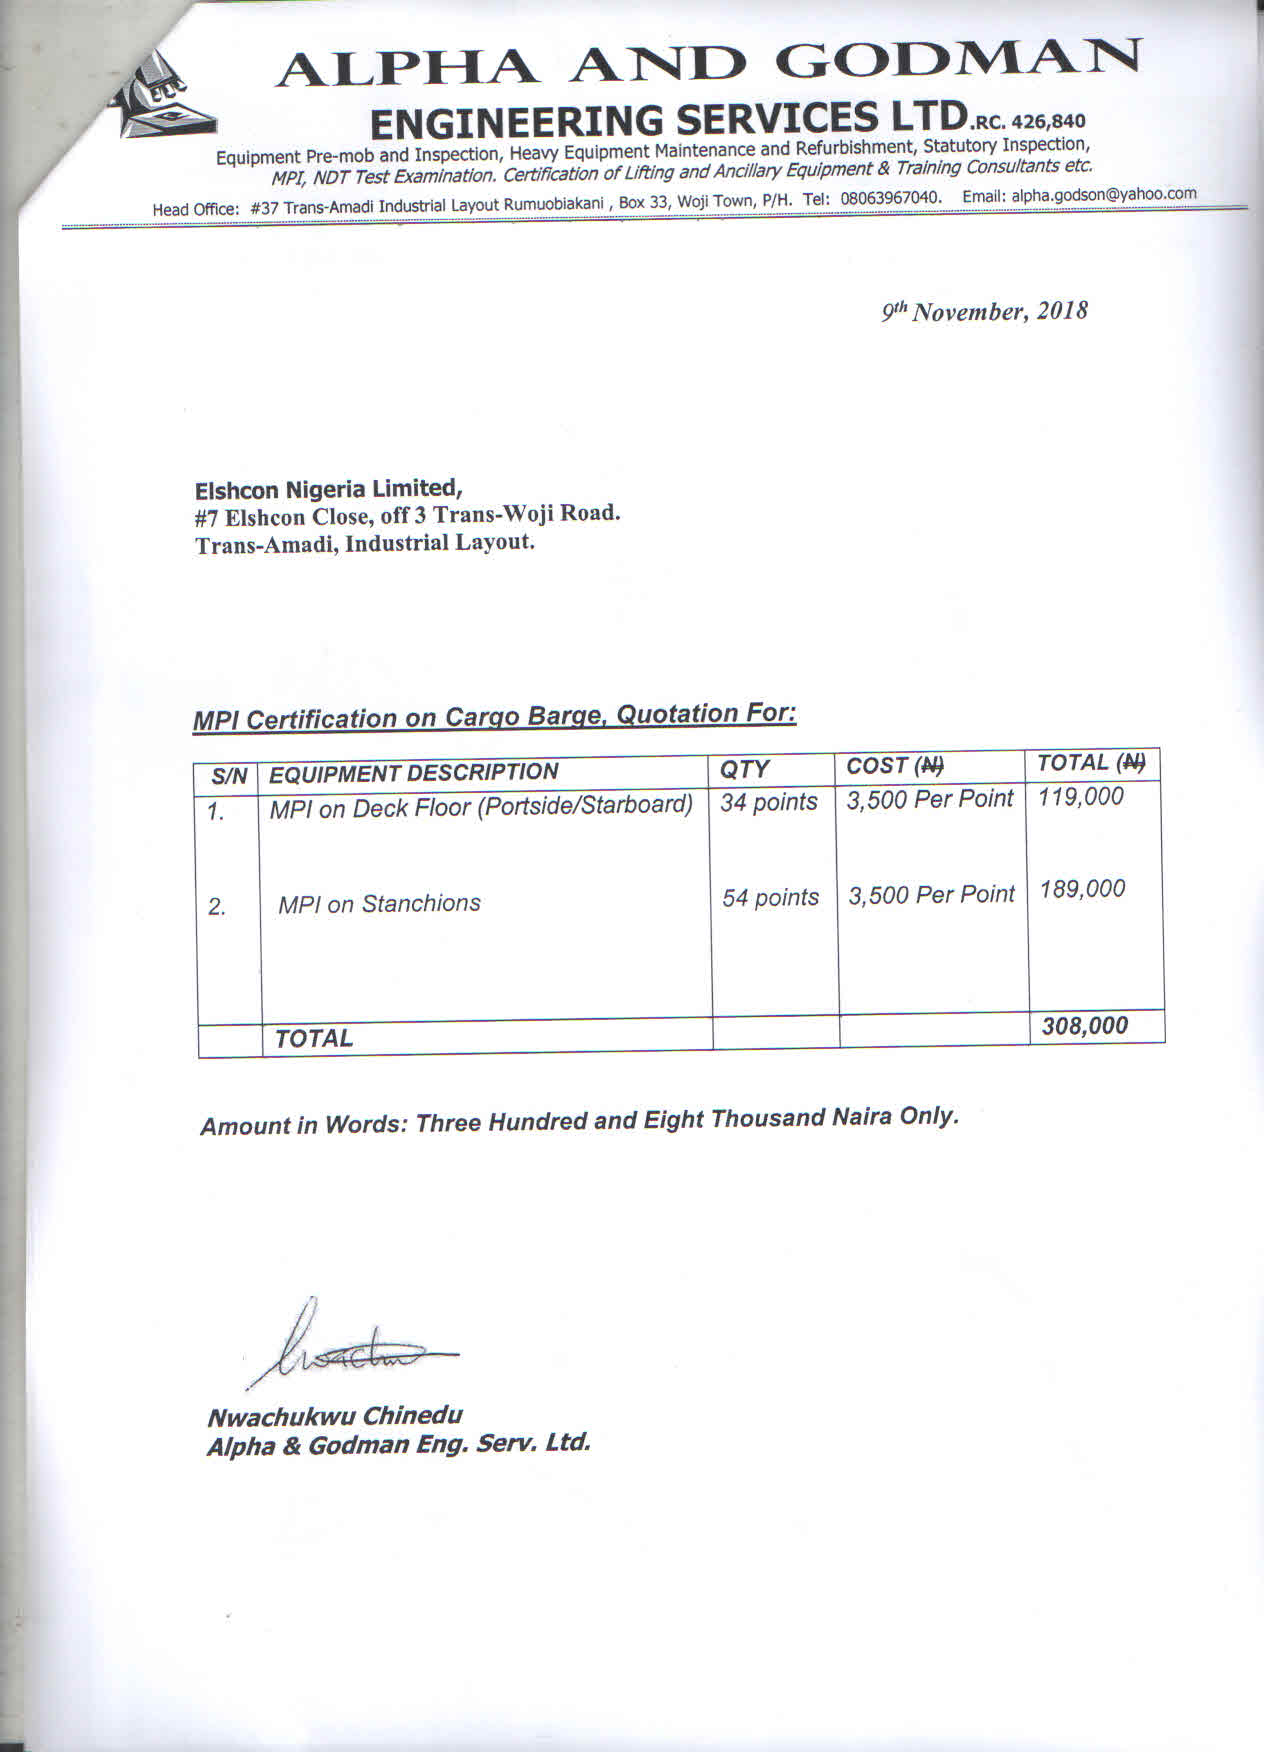 ALPHA AND GODMAN
ENGINEERING SERVICES LTD.RC. 426,840
Equipment Pre-mob and Inspection, Heavy Equipment Maintenance and Refurbishment, Statutory Inspection,
MPI, NDT Test Examination. Certification of Lifting and Ancillary Equipment & Training Consultants etc.
Head Office: #37 Trans-Amadi Industrial Layout Rumuobiakani , Box 33, Woji Town, P/H. Tel: 08063967040. Email: alpha.godson@yahoo.com
9th November, 2018
Elshcon Nigeria Limited,
#7 Elshcon Close, off 3 Trans-Woji Road.
Trans-Amadi, Industrial Layout.
MPI Certification on Cargo Barge, Quotation For:
S/N EQUIPMENT DESCRIPTION QTY COST (₦) TOTAL (₦)
1. MPI on Deck Floor (Portside/Starboard) 34 points 3,500 Per Point 119,000
2. MPI on Stanchions 54 points 3,500 Per Point 189,000
TOTAL 308,000
Amount in Words: Three Hundred and Eight Thousand Naira Only.
Nwachukwu Chinedu
Alpha & Godman Eng. Serv. Ltd.